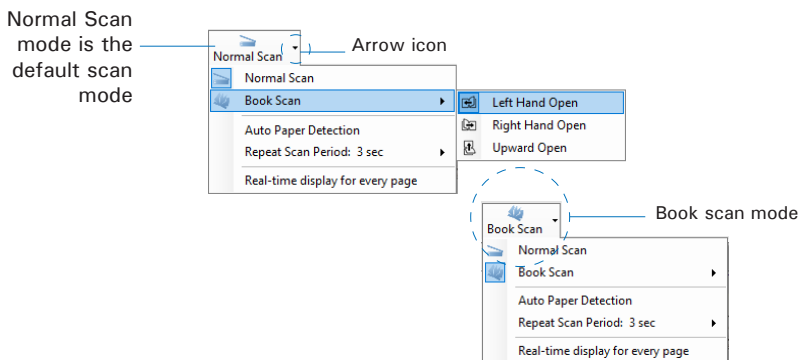 Normal Scan
mode is the
default scan
mode
Normal Scan
Arrow icon
Normal Scan
Book Scan
Auto Paper Detection
Repeat Scan Period: 3 sec
Real-time display for every page
Left Hand Open
Right Hand Open
Upward Open
Book scan mode
Book Scan
Normal Scan
Book Scan
Auto Paper Detection
Repeat Scan Period: 3 sec
Real-time display for every page